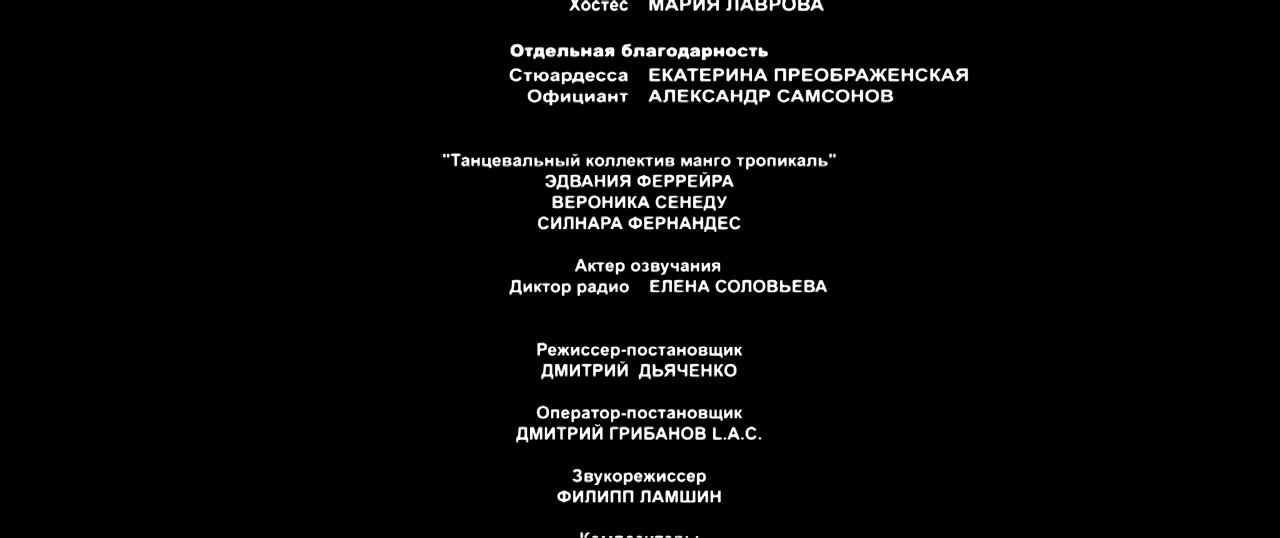 Хостес МАРИЯ ЛАВРОВА
Отдельная благодарность
Стюардесса ЕКАТЕРИНА ПРЕОБРАЖЕНСКАЯ
Официант АЛЕКСАНДР САМСОНОВ
"Танцевальный коллектив манго тропикаль"
ЭДВАНИЯ ФЕРРЕЙРА
ВЕРОНИКА СЕНЕДУ
СИЛНАРА ФЕРНАНДЕС
Актер озвучания
Диктор радио ЕЛЕНА СОЛОВЬЕВА
Режиссер-постановщик
ДМИТРИЙ ДЬЯЧЕНКО
Оператор-постановщик
ДМИТРИЙ ГРИБАНОВ L.A.C.
Звукорежиссер
ФИЛИПП ЛАМШИН